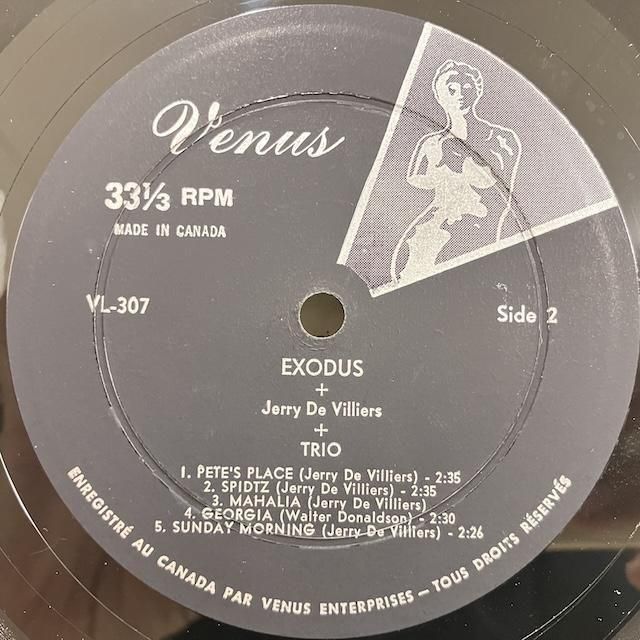 Venus
33⅓ RPM
MADE IN CANADA
VL-307
Side 2
EXODUS
+
Jerry De Villiers
+
TRIO
1. PETE'S PLACE (Jerry De Villiers) - 2:35
2. SPIDTZ (Jerry De Villiers) - 2:35
3. MAHALIA (Jerry De Villiers)
4. GEORGIA (Walter Donaldson) - 2:30
5. SUNDAY MORNING (Jerry De Villiers) - 2:26
ENREGISTRÉ AU CANADA PAR VENUS ENTERPRISES — TOUS DROITS RÉSERVÉS